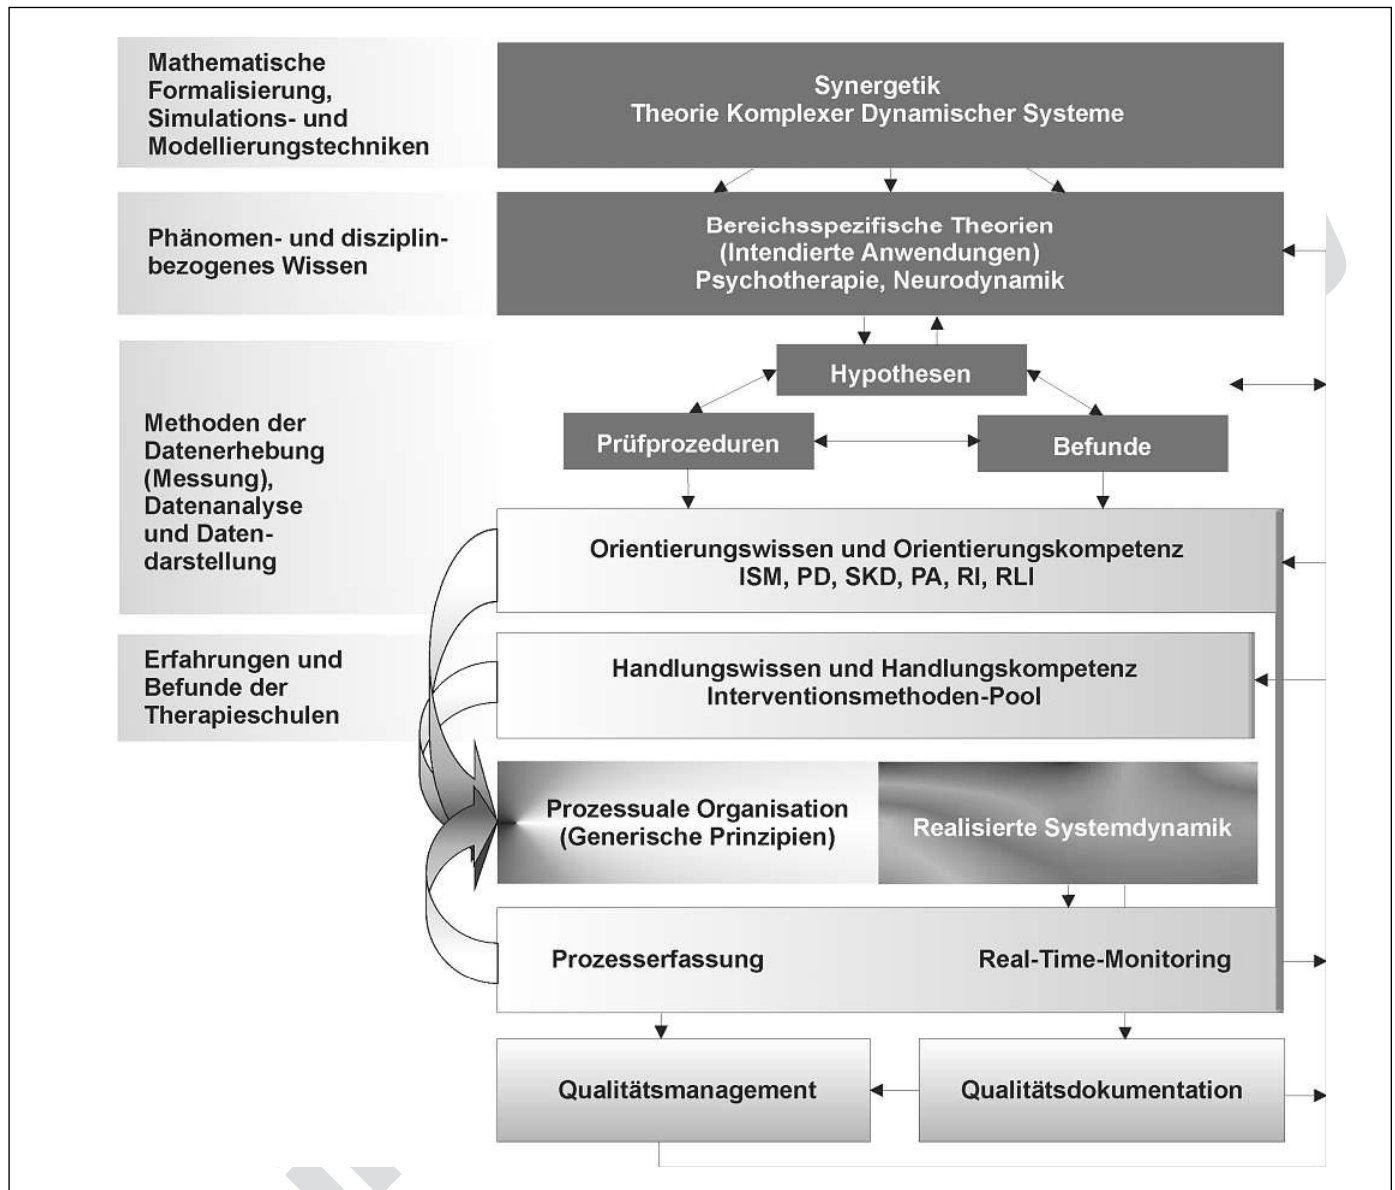 Mathematische
Formalisierung,
Simulations- und
Modellierungstechniken
Synergetik
Theorie Komplexer Dynamischer Systeme
Phänomen- und disziplin-
bezogenes Wissen
Bereichsspezifische Theorien
(Intendierte Anwendungen)
Psychotherapie, Neurodynamik
Hypothesen
Prüfprozeduren
Befunde
Methoden der
Datenerhebung
(Messung),
Datenanalyse
und Daten-
darstellung
Orientierungswissen und Orientierungskompetenz
ISM, PD, SKD, PA, RI, RLI
Erfahrungen und
Befunde der
Therapieschulen
Handlungswissen und Handlungskompetenz
Interventionsmethoden-Pool
Prozessuale Organisation
(Generische Prinzipien)
Realisierte Systemdynamik
Prozesserfassung
Real-Time-Monitoring
Qualitätsmanagement
Qualitätsdokumentation